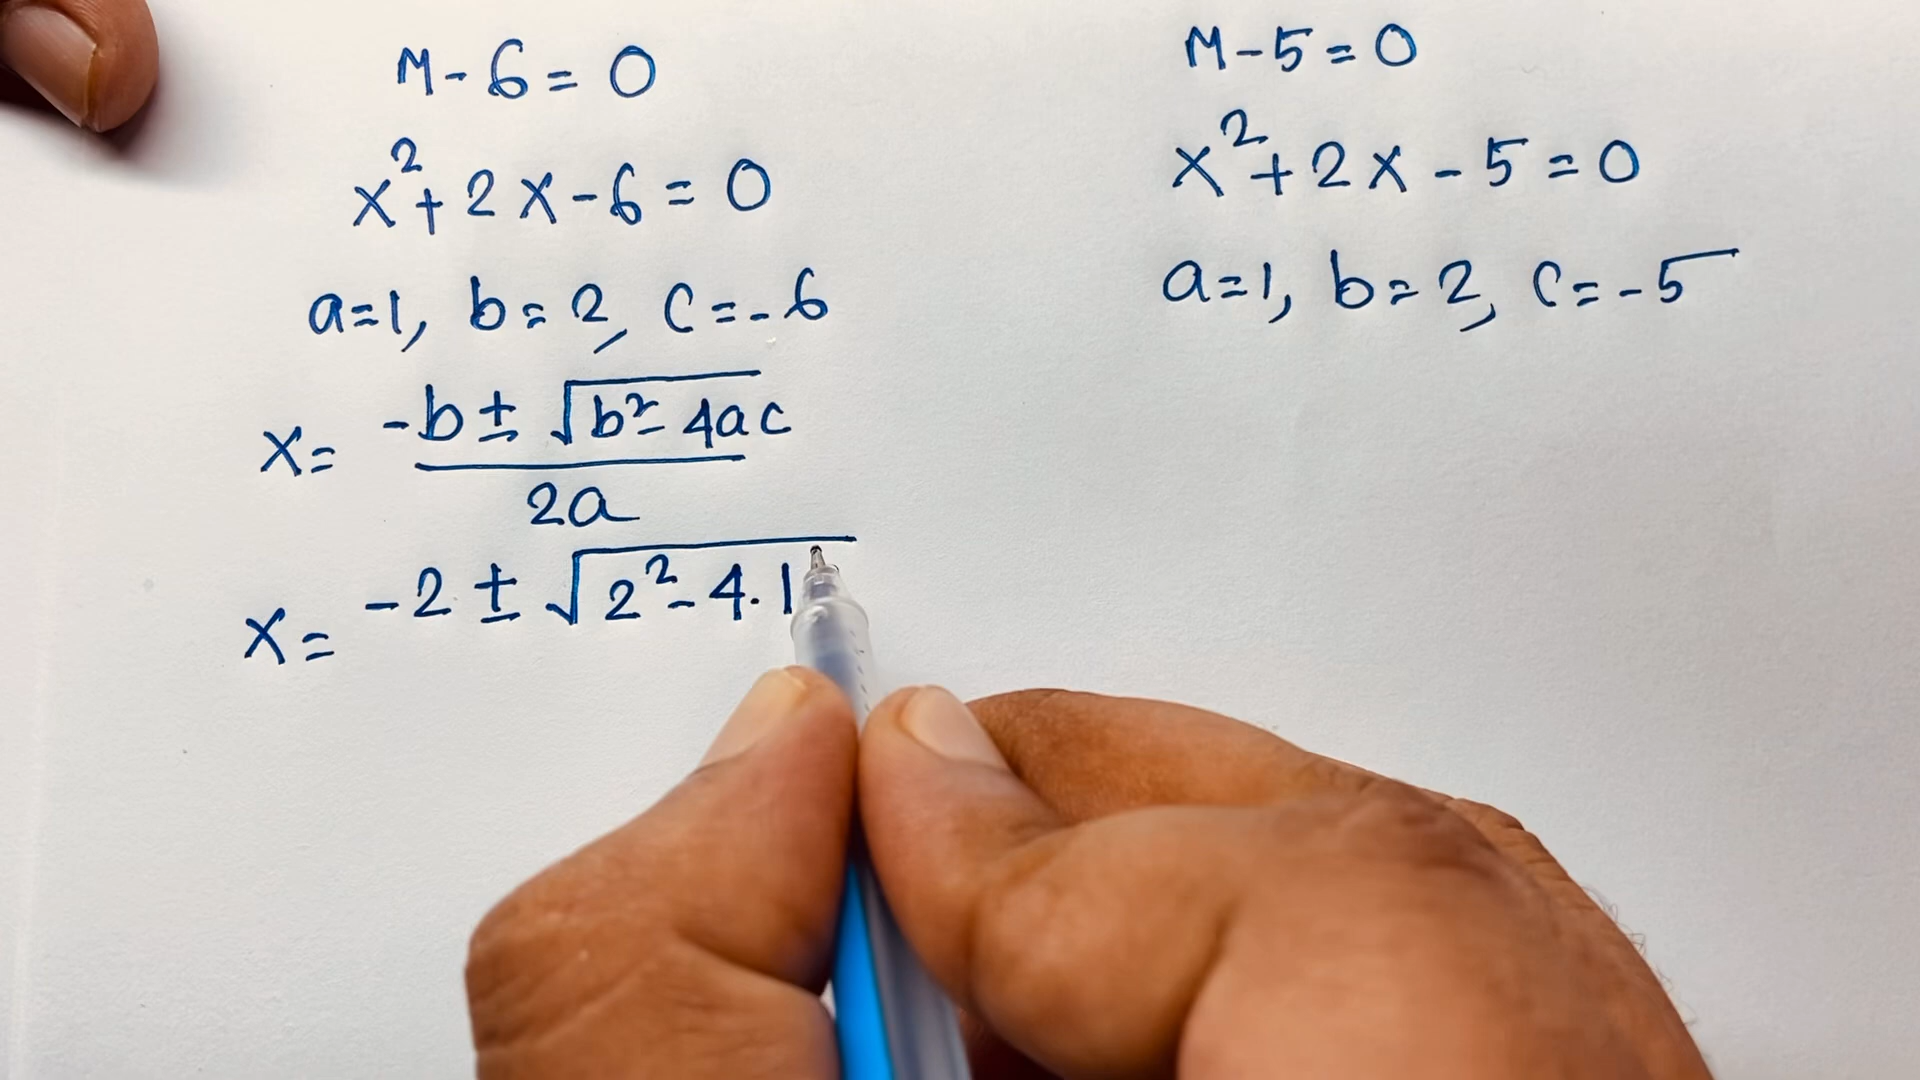 M - 6 = 0
x² + 2x - 6 = 0
a=1, b=2, c=-6
x = -b ± √b² - 4ac
2a
x = -2 ± √2² - 4.1
M - 5 = 0
x² + 2x - 5 = 0
a=1, b=2, c=-5